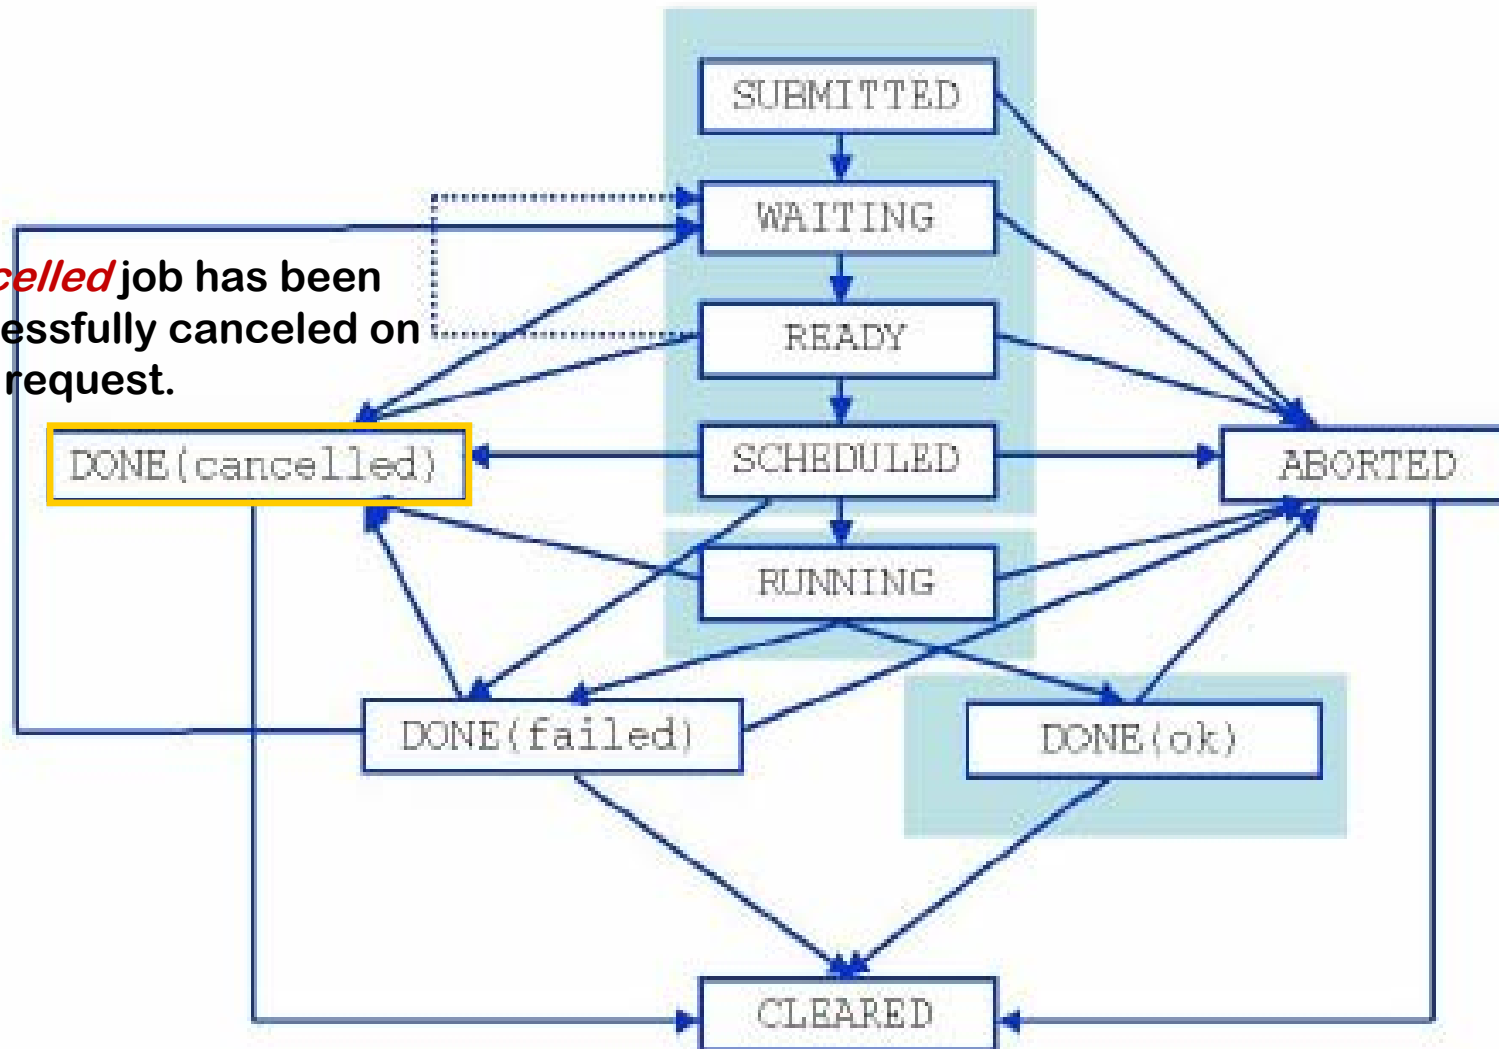 SUBMITTED
WAITING
celled job has been
essfully canceled on
request.
READY
DONE(cancelled)
SCHEDULED
ABORTED
RUNNING
DONE(failed)
DONE(ok)
CLEARED